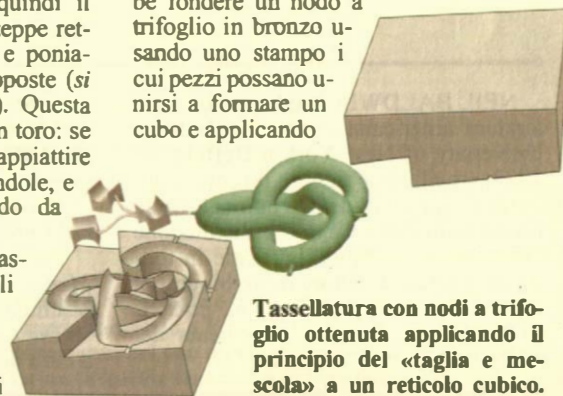 quindi il
eppe ret-
e ponia-
poste (si
). Questa
n toro: se
appiattire
ndole, e
do da
as-
li
i
be fondere un nodo a
trifoglio in bronzo u-
sando uno stampo i
cui pezzi possano u-
nirsi a formare un
cubo e applicando
Tassellatura con nodi a trifo-
glio ottenuta applicando il
principio del «taglia e me-
scola» a un reticolo cubico.